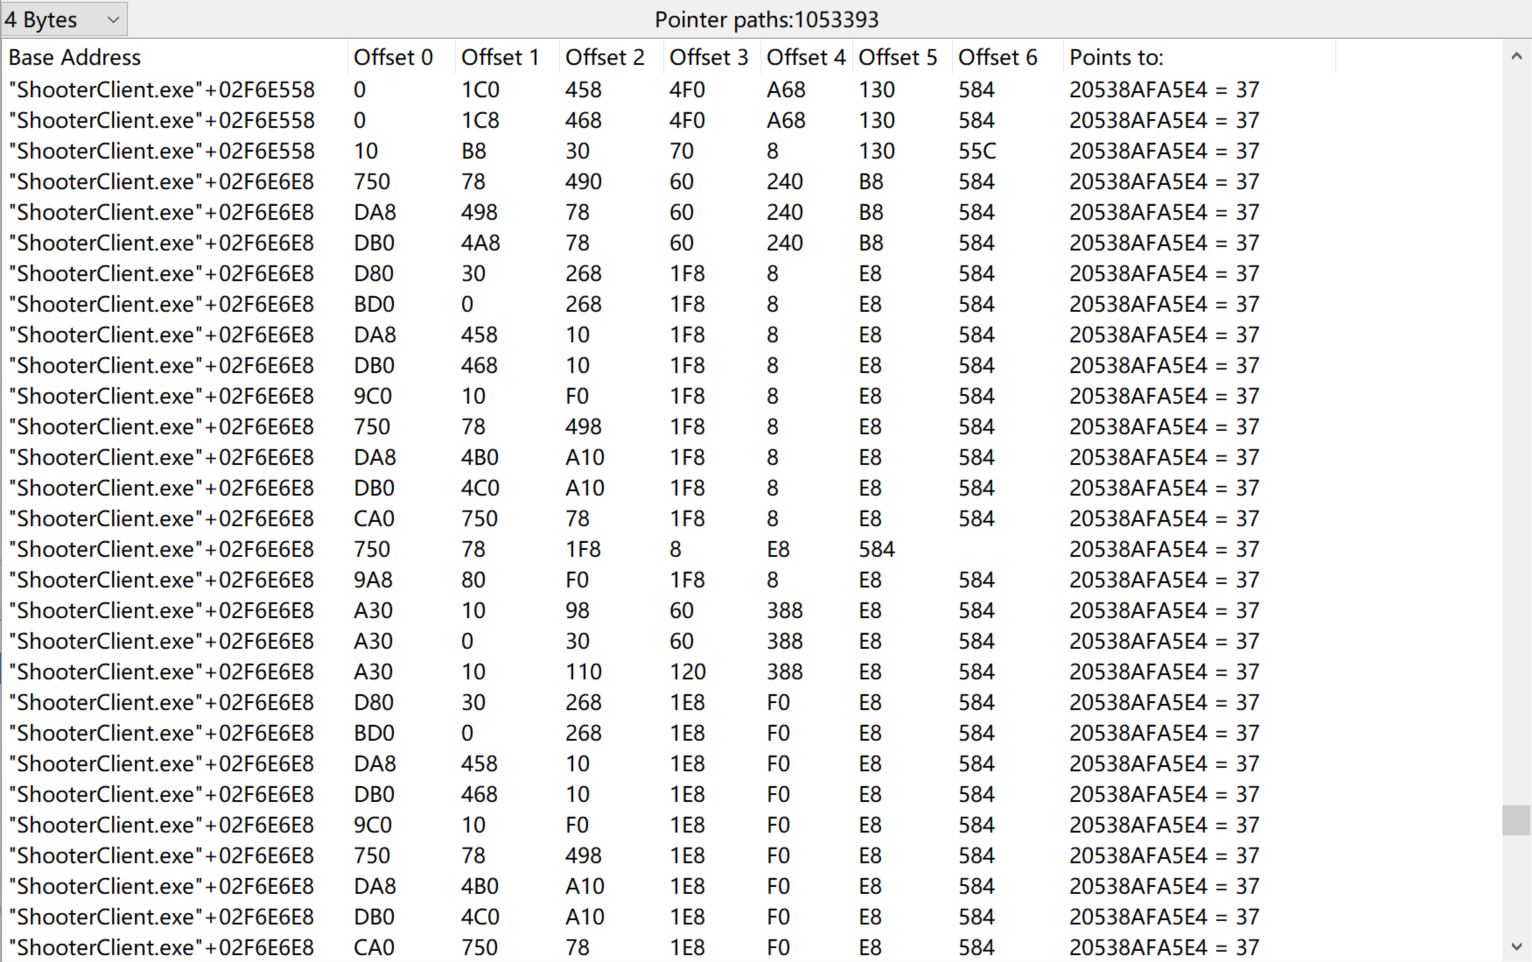 4 Bytes Pointer paths:1053393
Base Address Offset 0 Offset 1 Offset 2 Offset 3 Offset 4 Offset 5 Offset 6 Points to:
"ShooterClient.exe"+02F6E558 0 1C0 458 4F0 A68 130 584 20538AFA5E4 = 37
"ShooterClient.exe"+02F6E558 0 1C8 468 4F0 A68 130 584 20538AFA5E4 = 37
"ShooterClient.exe"+02F6E558 10 B8 30 70 8 130 55C 20538AFA5E4 = 37
"ShooterClient.exe"+02F6E6E8 750 78 490 60 240 B8 584 20538AFA5E4 = 37
"ShooterClient.exe"+02F6E6E8 DA8 498 78 60 240 B8 584 20538AFA5E4 = 37
"ShooterClient.exe"+02F6E6E8 DB0 4A8 78 60 240 B8 584 20538AFA5E4 = 37
"ShooterClient.exe"+02F6E6E8 D80 30 268 1F8 8 E8 584 20538AFA5E4 = 37
"ShooterClient.exe"+02F6E6E8 BD0 0 268 1F8 8 E8 584 20538AFA5E4 = 37
"ShooterClient.exe"+02F6E6E8 DA8 458 10 1F8 8 E8 584 20538AFA5E4 = 37
"ShooterClient.exe"+02F6E6E8 DB0 468 10 1F8 8 E8 584 20538AFA5E4 = 37
"ShooterClient.exe"+02F6E6E8 9C0 10 F0 1F8 8 E8 584 20538AFA5E4 = 37
"ShooterClient.exe"+02F6E6E8 750 78 498 1F8 8 E8 584 20538AFA5E4 = 37
"ShooterClient.exe"+02F6E6E8 DA8 4B0 A10 1F8 8 E8 584 20538AFA5E4 = 37
"ShooterClient.exe"+02F6E6E8 DB0 4C0 A10 1F8 8 E8 584 20538AFA5E4 = 37
"ShooterClient.exe"+02F6E6E8 CA0 750 78 1F8 8 E8 584 20538AFA5E4 = 37
"ShooterClient.exe"+02F6E6E8 750 78 1F8 8 E8 584 20538AFA5E4 = 37
"ShooterClient.exe"+02F6E6E8 9A8 80 F0 1F8 8 E8 584 20538AFA5E4 = 37
"ShooterClient.exe"+02F6E6E8 A30 10 98 60 388 E8 584 20538AFA5E4 = 37
"ShooterClient.exe"+02F6E6E8 A30 0 30 60 388 E8 584 20538AFA5E4 = 37
"ShooterClient.exe"+02F6E6E8 A30 10 110 120 388 E8 584 20538AFA5E4 = 37
"ShooterClient.exe"+02F6E6E8 D80 30 268 1E8 F0 E8 584 20538AFA5E4 = 37
"ShooterClient.exe"+02F6E6E8 BD0 0 268 1E8 F0 E8 584 20538AFA5E4 = 37
"ShooterClient.exe"+02F6E6E8 DA8 458 10 1E8 F0 E8 584 20538AFA5E4 = 37
"ShooterClient.exe"+02F6E6E8 DB0 468 10 1E8 F0 E8 584 20538AFA5E4 = 37
"ShooterClient.exe"+02F6E6E8 9C0 10 F0 1E8 F0 E8 584 20538AFA5E4 = 37
"ShooterClient.exe"+02F6E6E8 750 78 498 1E8 F0 E8 584 20538AFA5E4 = 37
"ShooterClient.exe"+02F6E6E8 DA8 4B0 A10 1E8 F0 E8 584 20538AFA5E4 = 37
"ShooterClient.exe"+02F6E6E8 DB0 4C0 A10 1E8 F0 E8 584 20538AFA5E4 = 37
"ShooterClient.exe"+02F6E6E8 CA0 750 78 1E8 F0 E8 584 20538AFA5E4 = 37